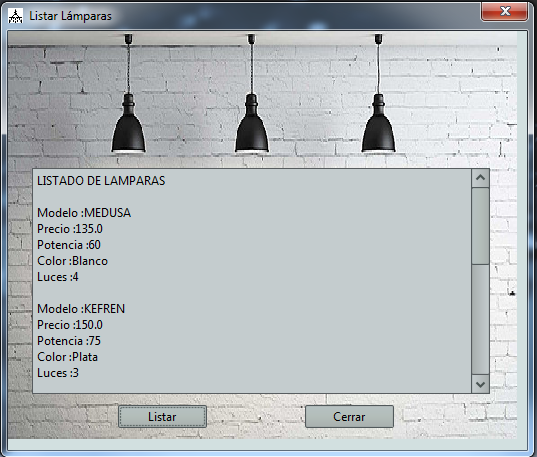 Listar Lámparas
LISTADO DE LAMPARAS
Modelo :MEDUSA
Precio :135.0
Potencia :60
Color :Blanco
Luces :4
Modelo :KEFREN
Precio :150.0
Potencia :75
Color :Plata
Luces :3
Listar
Cerrar